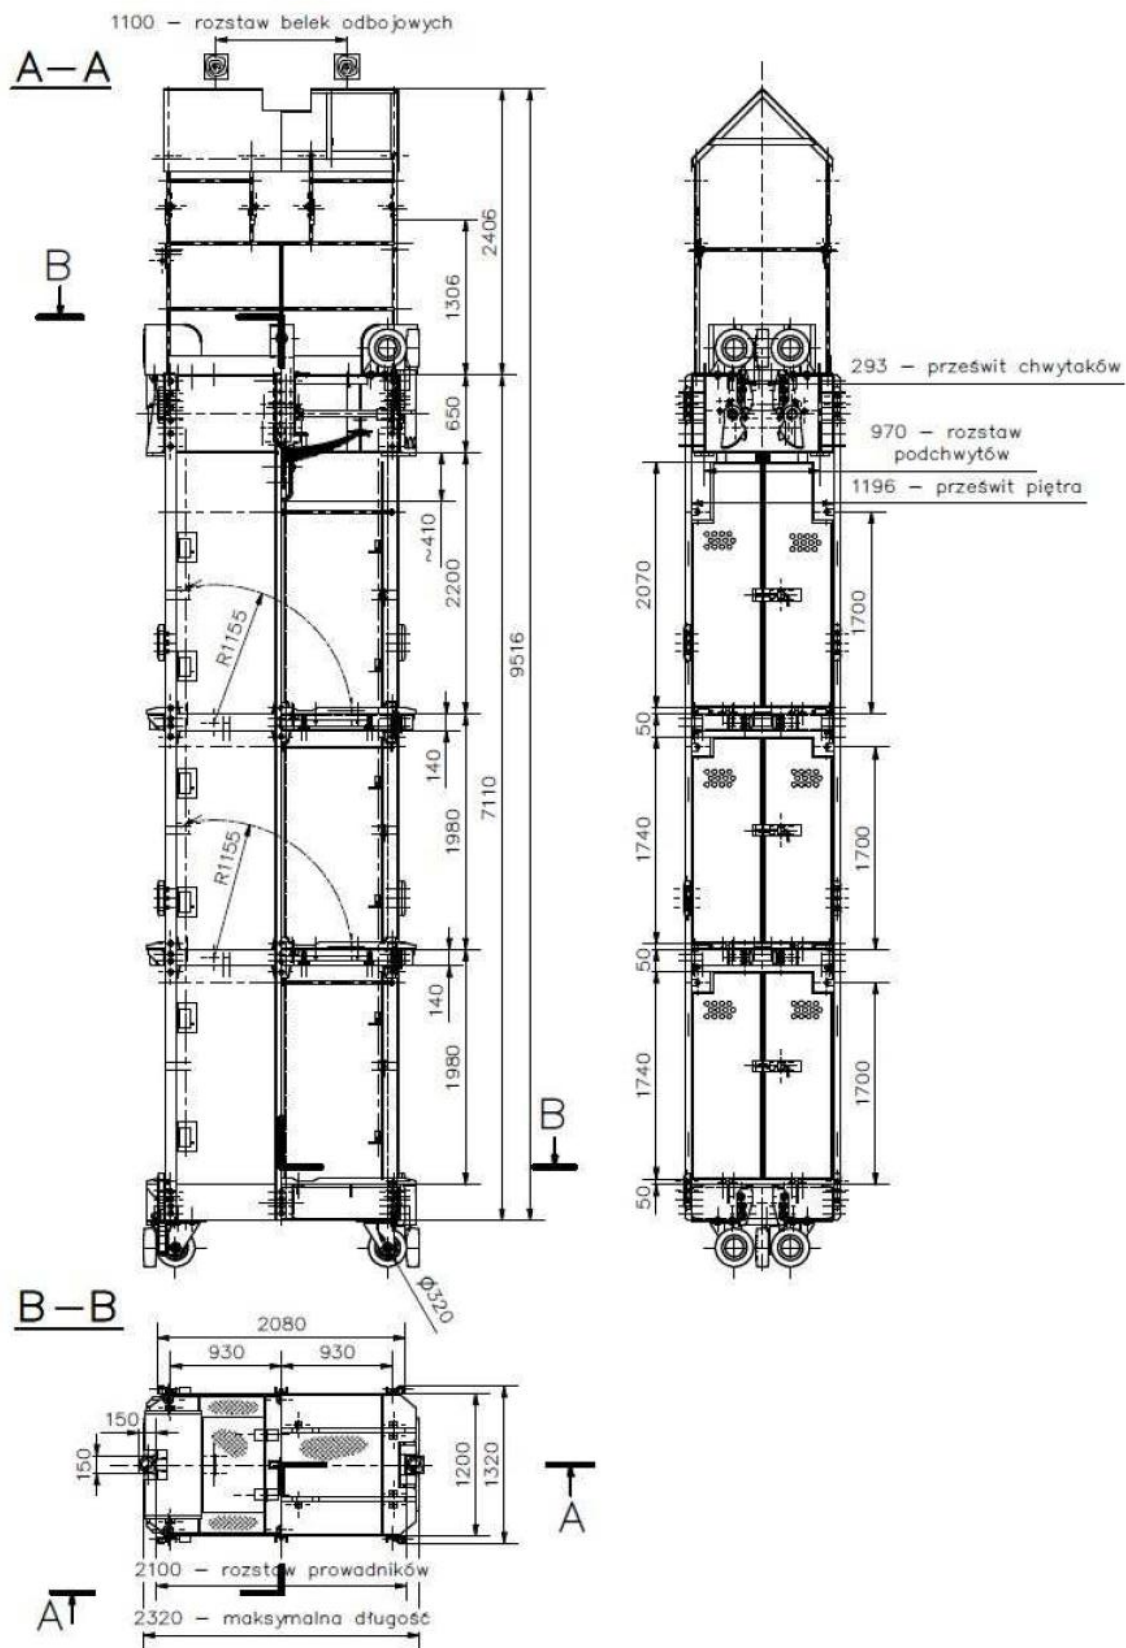 1100 – rozstaw belek odbojowych
A–A
2406
B
1306
293 – prześwit chwytaków
650
970 – rozstaw
podchwytów
1196 – prześwit piętra
~410
2200
2070
1700
R1155
9516
50
140
7110
1980
1740
1700
R1155
50
140
1980
1740
1700
B
50
Ø320
B–B
2080
930
930
150
150
1200
1320
A
2100 – rozstaw prowadników
A
2320 – maksymalna długość